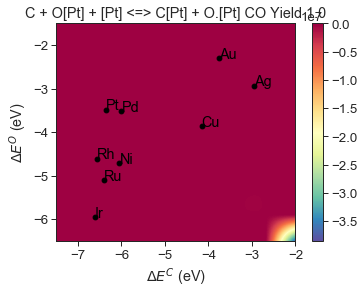 C + O[Pt] + [Pt] <=> C[Pt] + O.[Pt] CO Yield 1.0
1e7
−2
−3
−4
−5
−6
Au
Ag
Pt
Pd
Cu
Rh
Ni
Ru
Ir
−7
−6
−5
−4
−3
−2
ΔE^C (eV)
ΔE^O (eV)
0.0
−0.5
−1.0
−1.5
−2.0
−2.5
−3.0
−3.5